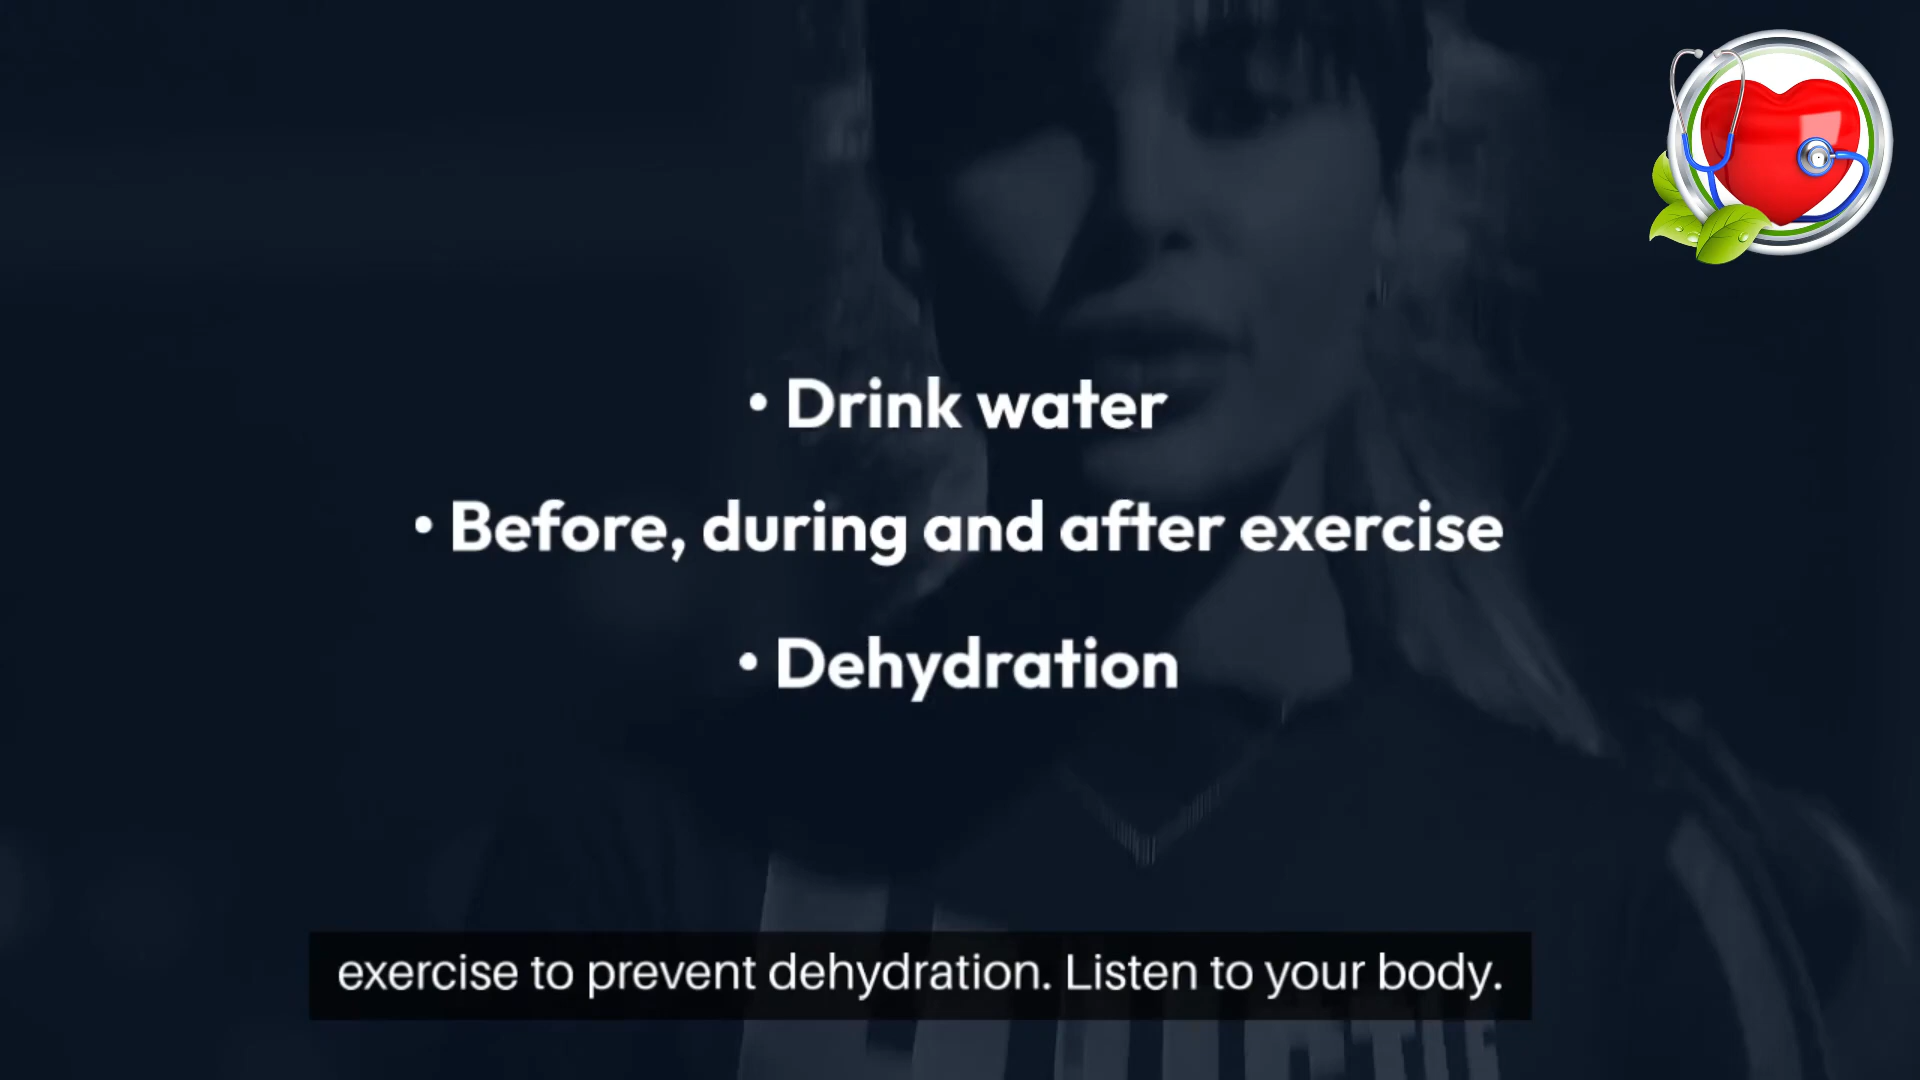 • Drink water
• Before, during and after exercise
• Dehydration
exercise to prevent dehydration. Listen to your body.